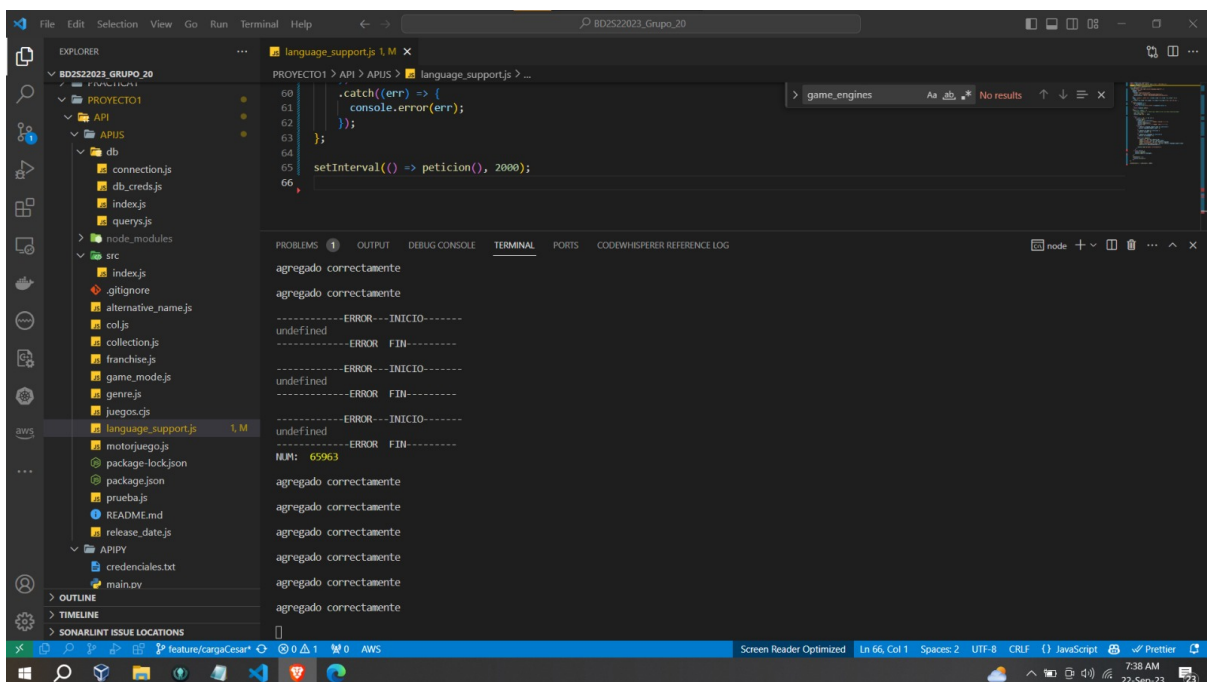 File Edit Selection View Go Run Terminal Help
BD2S22023_Grupo_20
EXPLORER
BD2S22023_GRUPO_20
PRACTICA1
PROYECTO1
API
APIJS
db
connection.js
db_creds.js
index.js
querys.js
node_modules
src
index.js
.gitignore
alternative_name.js
col.js
collection.js
franchise.js
game_mode.js
genre.js
juegos.cjs
language_support.js 1, M
motorjuego.js
package-lock.json
package.json
prueba.js
README.md
release_date.js
APIPY
credenciales.txt
main.py
OUTLINE
TIMELINE
SONARLINT ISSUE LOCATIONS
aws
language_support.js 1, M
PROYECTO1 > API > APIJS > language_support.js > ...
game_engines Aa ab .* No results
60 .catch((err) => {
61 console.error(err);
62 });
63 };
64
65 setInterval(() => peticion(), 2000);
66
PROBLEMS 1 OUTPUT DEBUG CONSOLE TERMINAL PORTS CODEWHISPERER REFERENCE LOG
node
agregado correctamente
agregado correctamente
------------ERROR---INICIO-------
undefined
-------------ERROR FIN---------
------------ERROR---INICIO-------
undefined
-------------ERROR FIN---------
------------ERROR---INICIO-------
undefined
-------------ERROR FIN---------
NUM: 65963
agregado correctamente
agregado correctamente
agregado correctamente
agregado correctamente
agregado correctamente
agregado correctamente
feature/cargaCesar* 0 1 0 AWS
Screen Reader Optimized Ln 66, Col 1 Spaces: 2 UTF-8 CRLF {} JavaScript Prettier
7:38 AM
22-Sep-23
23